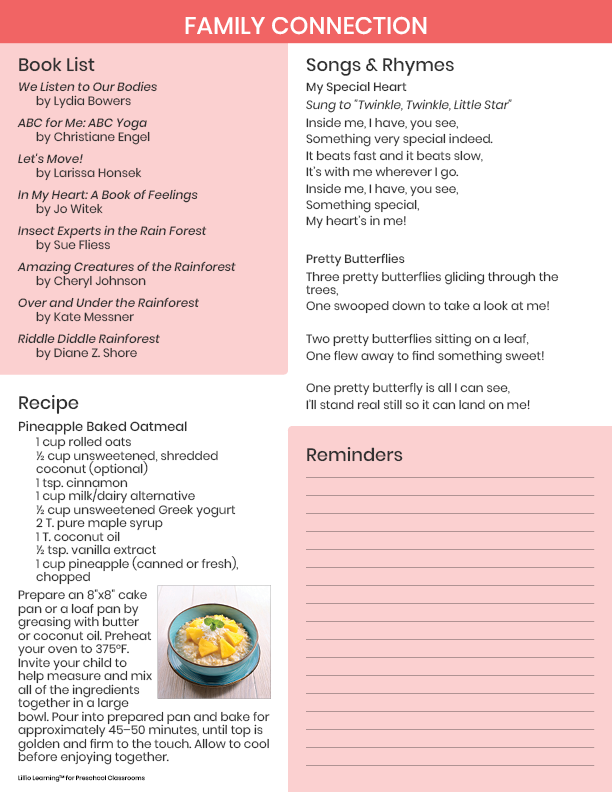 FAMILY CONNECTION
Book List
We Listen to Our Bodies
by Lydia Bowers
ABC for Me: ABC Yoga
by Christiane Engel
Let's Move!
by Larissa Honsek
In My Heart: A Book of Feelings
by Jo Witek
Insect Experts in the Rain Forest
by Sue Fliess
Amazing Creatures of the Rainforest
by Cheryl Johnson
Over and Under the Rainforest
by Kate Messner
Riddle Diddle Rainforest
by Diane Z. Shore
Recipe
Pineapple Baked Oatmeal
1 cup rolled oats
½ cup unsweetened, shredded
coconut (optional)
1 tsp. cinnamon
1 cup milk/dairy alternative
½ cup unsweetened Greek yogurt
2 T. pure maple syrup
1 T. coconut oil
½ tsp. vanilla extract
1 cup pineapple (canned or fresh),
chopped
Prepare an 8"x8" cake
pan or a loaf pan by
greasing with butter
or coconut oil. Preheat
your oven to 375ºF.
Invite your child to
help measure and mix
all of the ingredients
together in a large
bowl. Pour into prepared pan and bake for
approximately 45–50 minutes, until top is
golden and firm to the touch. Allow to cool
before enjoying together.
Lillio Learning™ for Preschool Classrooms
Songs & Rhymes
My Special Heart
Sung to "Twinkle, Twinkle, Little Star"
Inside me, I have, you see,
Something very special indeed.
It beats fast and it beats slow,
It's with me wherever I go.
Inside me, I have, you see,
Something special,
My heart's in me!
Pretty Butterflies
Three pretty butterflies gliding through the
trees,
One swooped down to take a look at me!
Two pretty butterflies sitting on a leaf,
One flew away to find something sweet!
One pretty butterfly is all I can see,
I'll stand real still so it can land on me!
Reminders